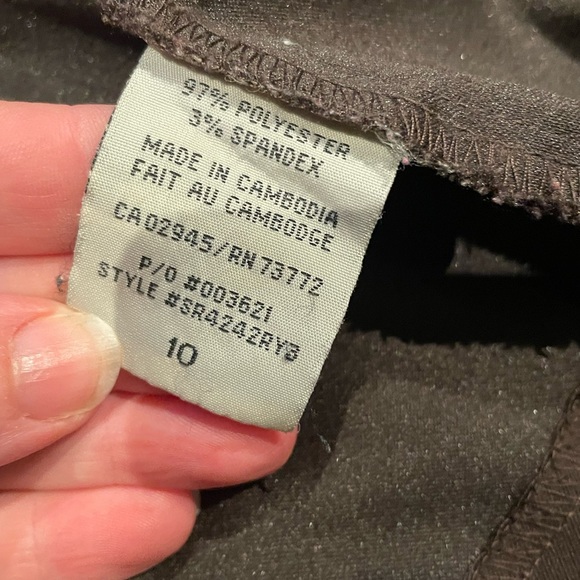 97% POLYESTER
3% SPANDEX
MADE IN CAMBODIA
FAIT AU CAMBODGE
CA02945/RN73772
P/O #003621
STYLE #SR4242RYB
10